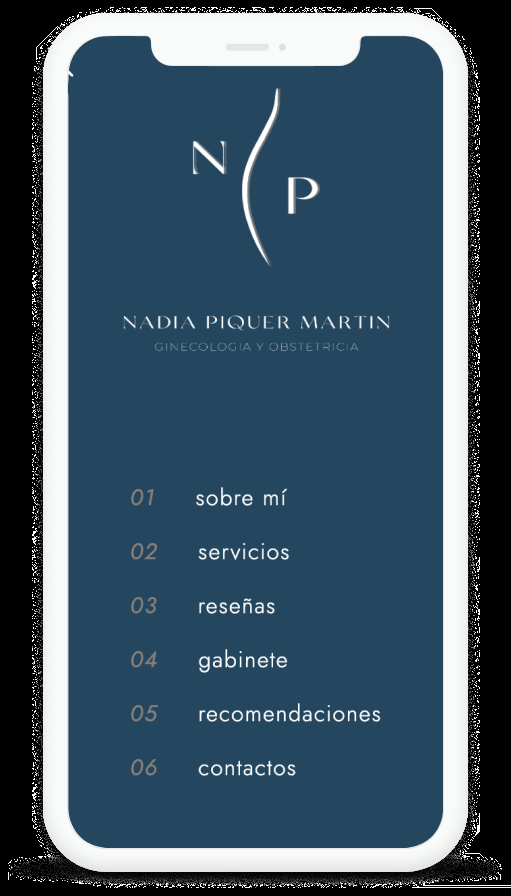 N
P
NADIA PIQUER MARTIN
GINECOLOGIA Y OBSTETRICIA
01 sobre mí
02 servicios
03 reseñas
04 gabinete
05 recomendaciones
06 contactos